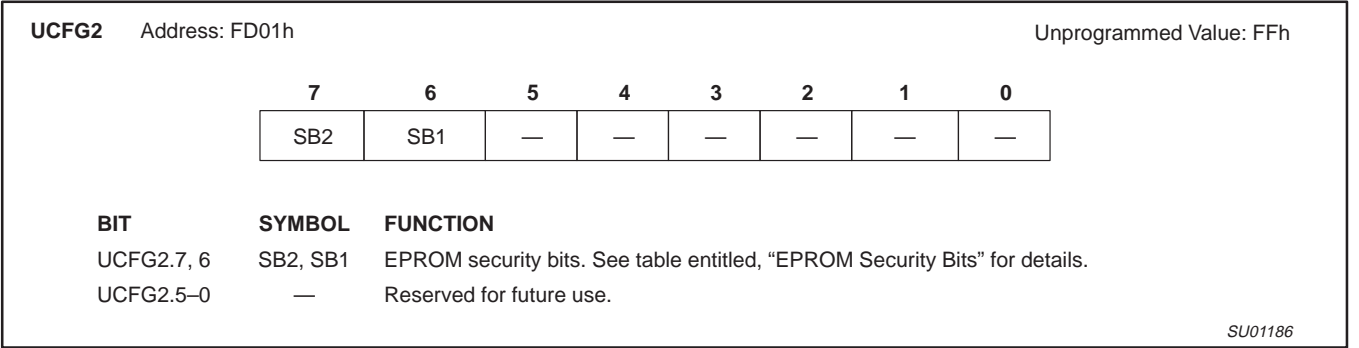 UCFG2 Address: FD01h Unprogrammed Value: FFh
7 6 5 4 3 2 1 0
SB2 SB1 — — — — — —
BIT SYMBOL FUNCTION
UCFG2.7, 6 SB2, SB1 EPROM security bits. See table entitled, “EPROM Security Bits” for details.
UCFG2.5–0 — Reserved for future use.
SU01186